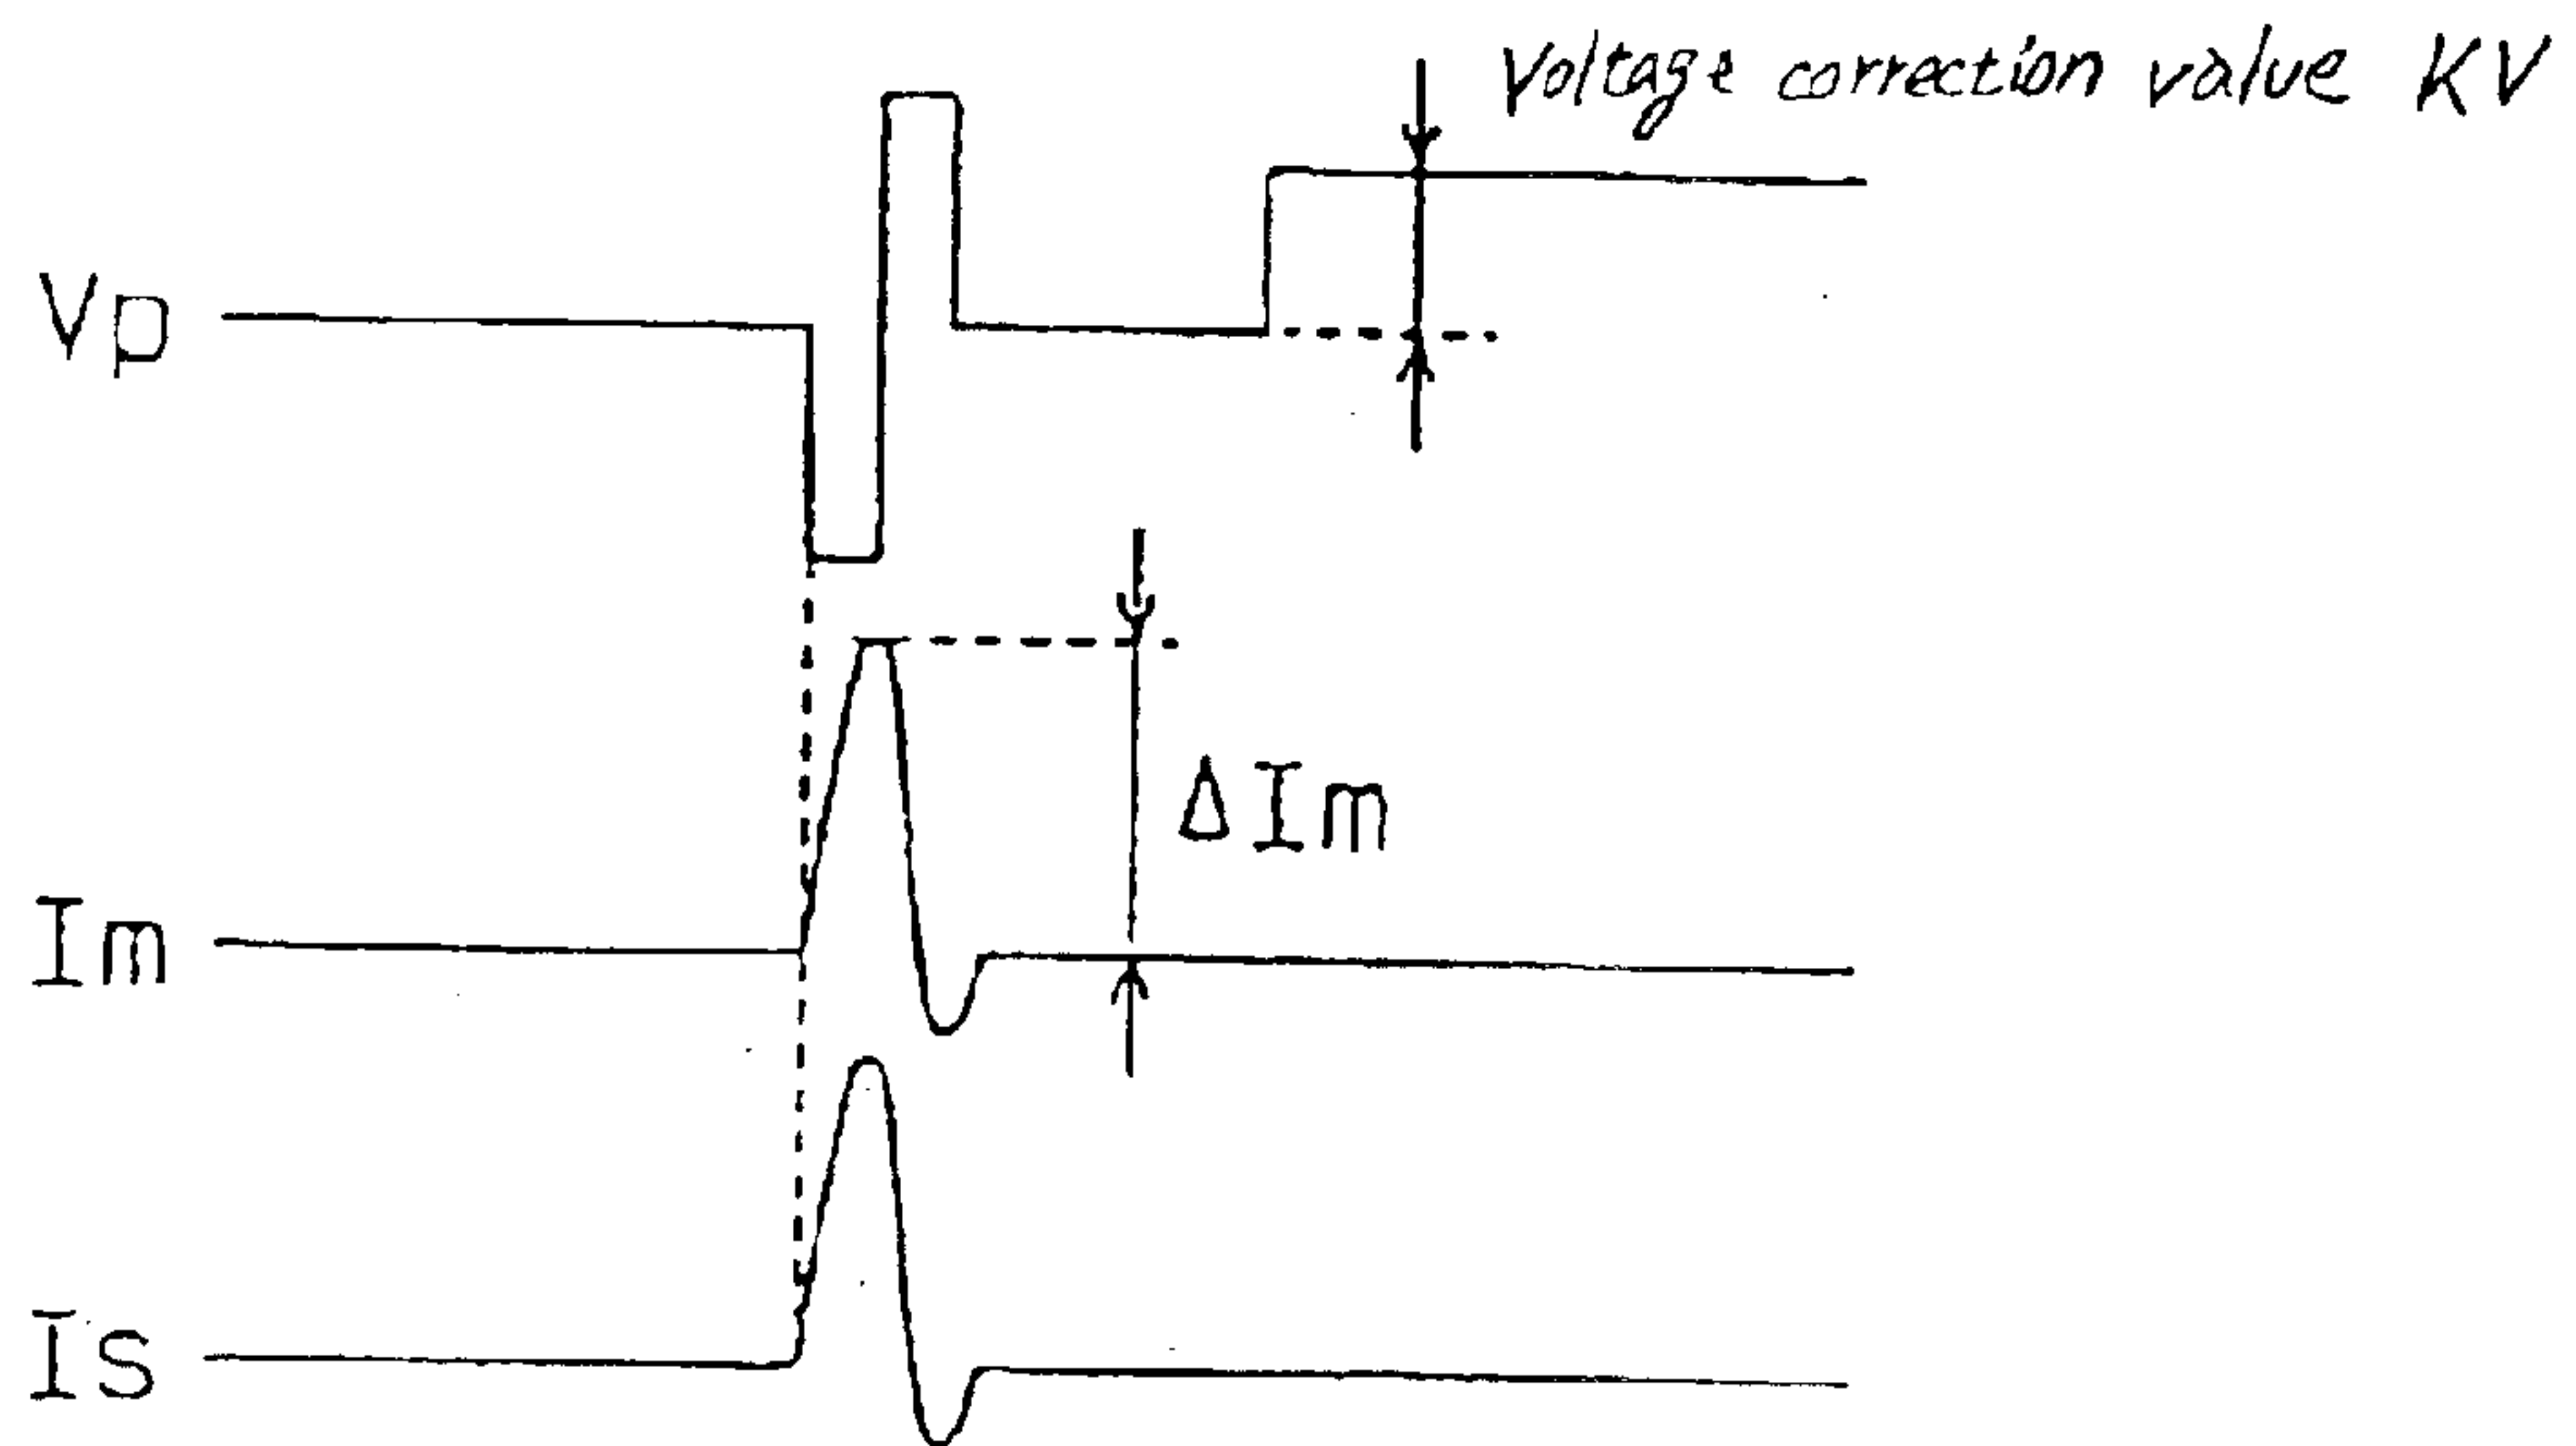 Voltage correction value KV
Vp
ΔIm
Im
Is